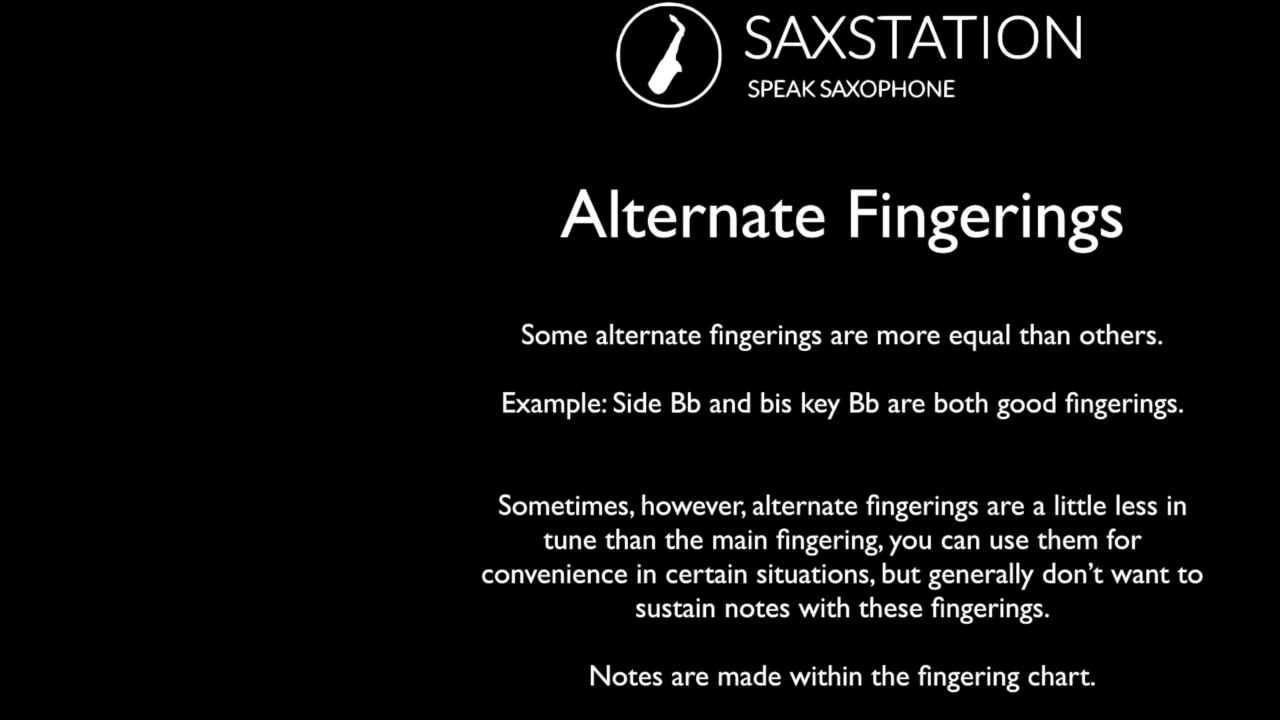 SAXSTATION
SPEAK SAXOPHONE
Alternate Fingerings
Some alternate fingerings are more equal than others.
Example: Side Bb and bis key Bb are both good fingerings.
Sometimes, however, alternate fingerings are a little less in
tune than the main fingering, you can use them for
convenience in certain situations, but generally don’t want to
sustain notes with these fingerings.
Notes are made within the fingering chart.